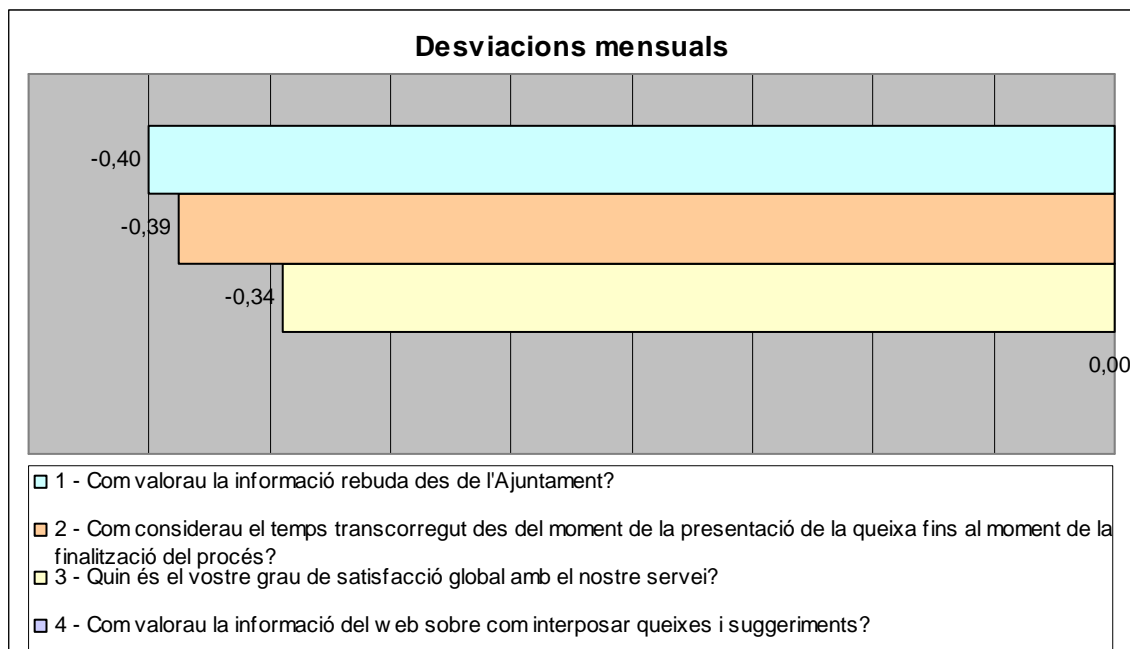 Desviacions mensuals
-0,40
-0,39
-0,34
0,00
1 - Com valorau la informació rebuda des de l'Ajuntament?
2 - Com considerau el temps transcorregut des del moment de la presentació de la queixa fins al moment de la
finalització del procés?
3 - Quin és el vostre grau de satisfacció global amb el nostre servei?
4 - Com valorau la informació del web sobre com interposar queixes i suggeriments?